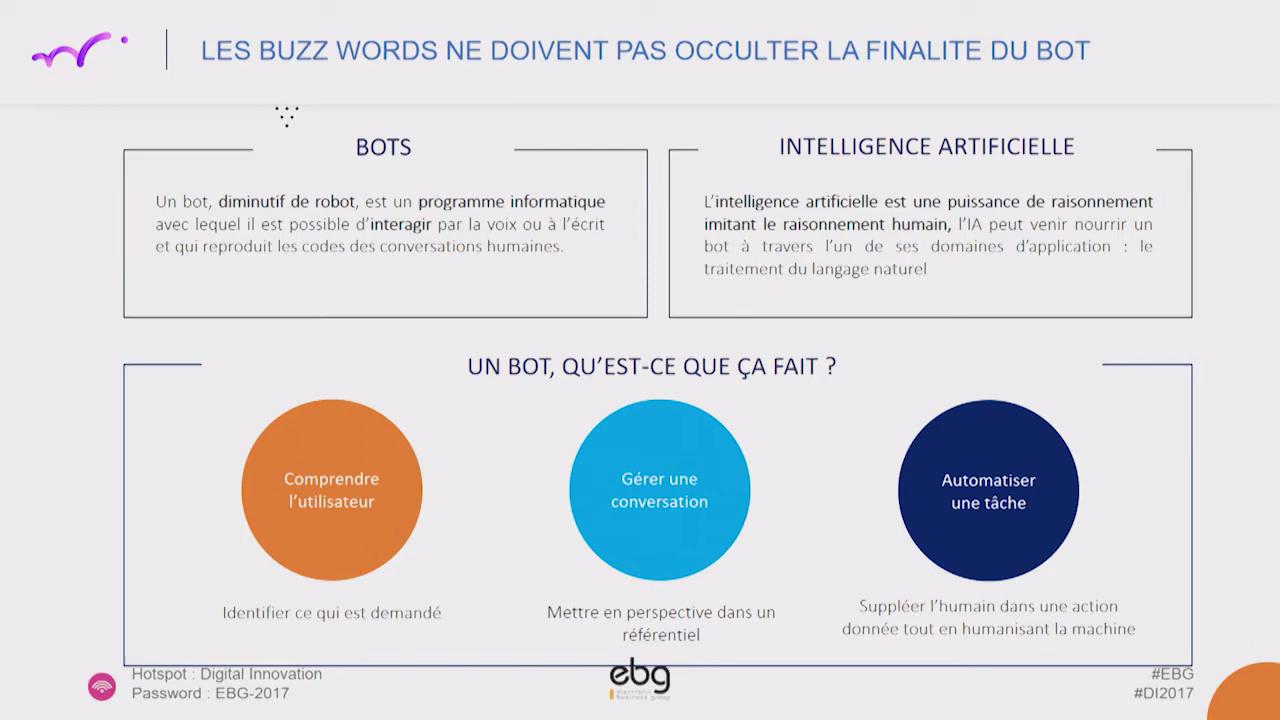 LES BUZZ WORDS NE DOIVENT PAS OCCULTER LA FINALITE DU BOT
BOTS
Un bot, diminutif de robot, est un programme informatique
avec lequel il est possible d’interagir par la voix ou à l’écrit
et qui reproduit les codes des conversations humaines.
INTELLIGENCE ARTIFICIELLE
L’intelligence artificielle est une puissance de raisonnement
imitant le raisonnement humain, l’IA peut venir nourrir un
bot à travers l’un de ses domaines d’application : le
traitement du langage naturel
UN BOT, QU’EST-CE QUE ÇA FAIT ?
Comprendre
l’utilisateur
Identifier ce qui est demandé
Gérer une
conversation
Mettre en perspective dans un
référentiel
Automatiser
une tâche
Suppléer l’humain dans une action
donnée tout en humanisant la machine
Hotspot : Digital Innovation
Password : EBG-2017
ebg
electronic
business group
#EBG
#DI2017